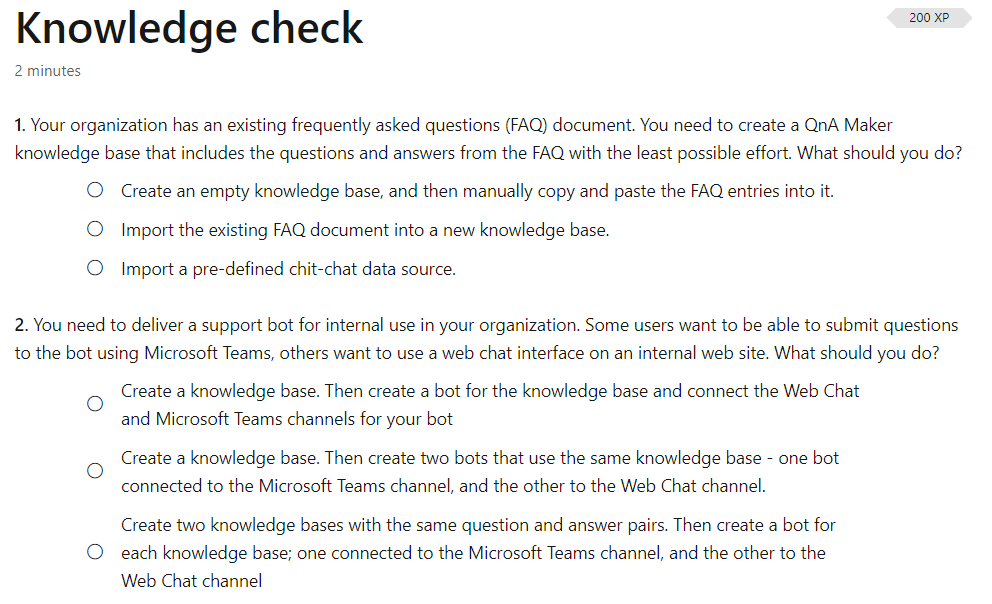 Knowledge check
200 XP
2 minutes
1. Your organization has an existing frequently asked questions (FAQ) document. You need to create a QnA Maker
knowledge base that includes the questions and answers from the FAQ with the least possible effort. What should you do?
Create an empty knowledge base, and then manually copy and paste the FAQ entries into it.
Import the existing FAQ document into a new knowledge base.
Import a pre-defined chit-chat data source.
2. You need to deliver a support bot for internal use in your organization. Some users want to be able to submit questions
to the bot using Microsoft Teams, others want to use a web chat interface on an internal web site. What should you do?
Create a knowledge base. Then create a bot for the knowledge base and connect the Web Chat
and Microsoft Teams channels for your bot
Create a knowledge base. Then create two bots that use the same knowledge base - one bot
connected to the Microsoft Teams channel, and the other to the Web Chat channel.
Create two knowledge bases with the same question and answer pairs. Then create a bot for
each knowledge base; one connected to the Microsoft Teams channel, and the other to the
Web Chat channel